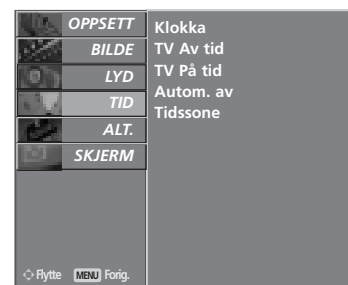 OPPSETT
BILDE
LYD
TID
ALT.
SKJERM
Klokka
TV Av tid
TV På tid
Autom. av
Tidssone
Flytte MENU Forig.